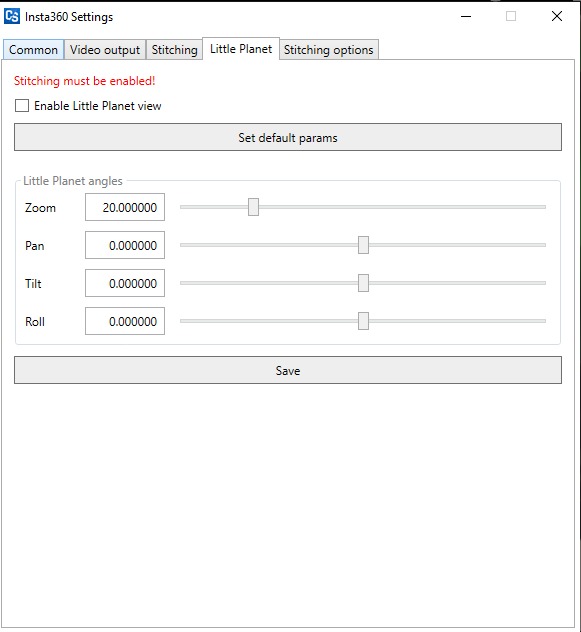 CS Insta360 Settings
Common Video output Stitching Little Planet Stitching options
Stitching must be enabled!
Enable Little Planet view
Set default params
Little Planet angles
Zoom 20.000000
Pan 0.000000
Tilt 0.000000
Roll 0.000000
Save